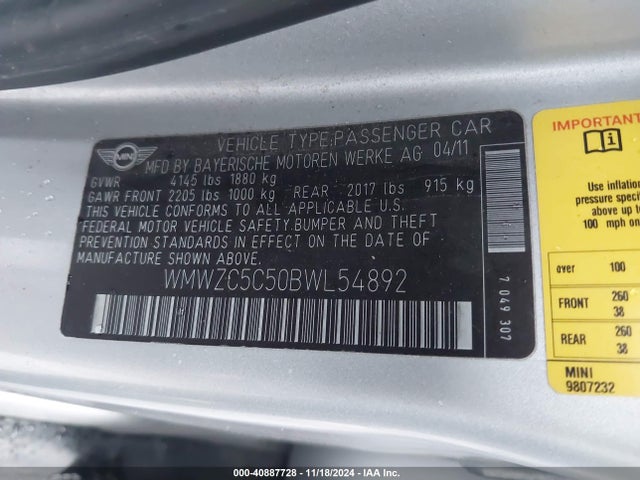 MINI
VEHICLE TYPE:PASSENGER CAR
MFD BY BAYERISCHE MOTOREN WERKE AG 04/11
GVWR 4145 lbs 1880 kg
GAWR FRONT 2205 lbs 1000 kg REAR 2017 lbs 915 kg
THIS VEHICLE CONFORMS TO ALL APPLICABLE U.S.
FEDERAL MOTOR VEHICLE SAFETY,BUMPER AND THEFT
PREVENTION STANDARDS IN EFFECT ON THE DATE OF
MANUFACTURE SHOWN ABOVE.
WMWZC5C50BWL54892
7 049 307
IMPORTANT
Use inflation
pressure specif
above up to
100 mph on
over 100
FRONT 260
38
REAR 260
38
MINI
9807232
000-40887728 - 11/18/2024 - IAA Inc.